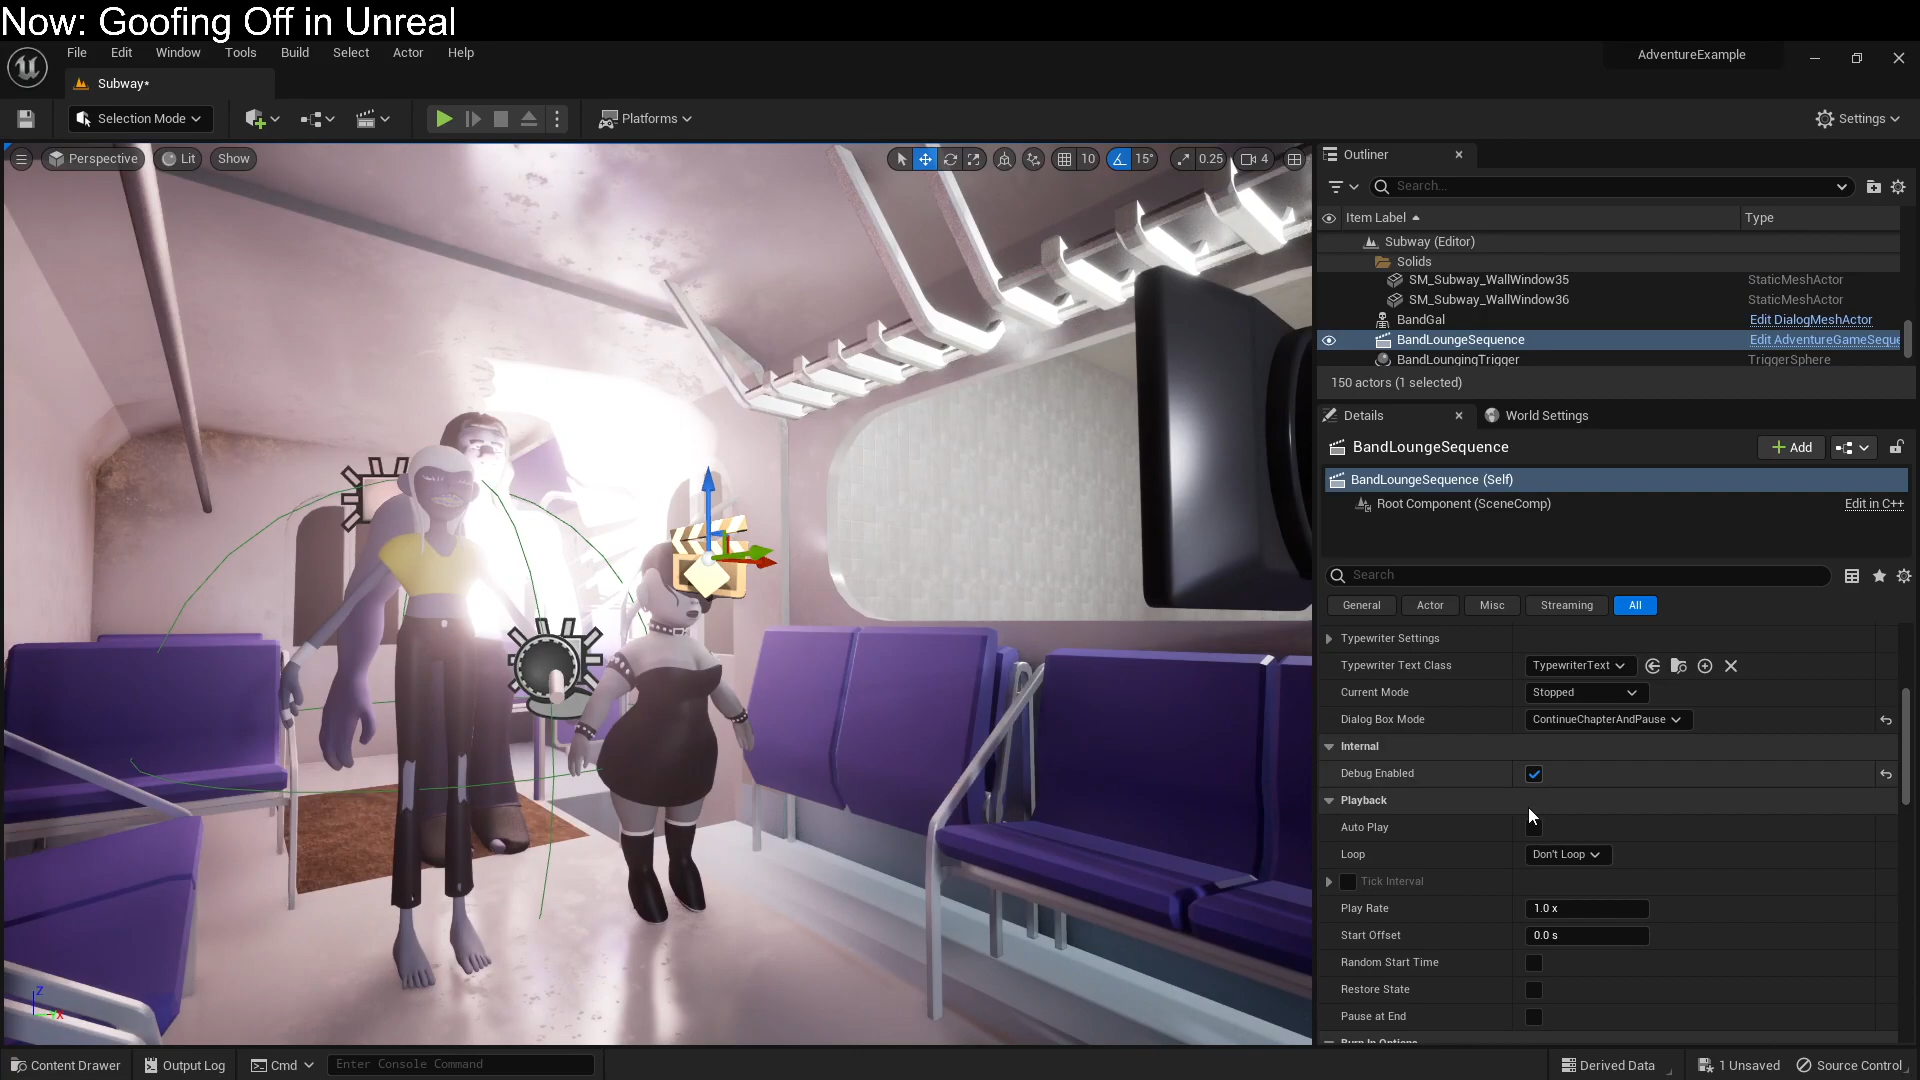 Now: Goofing Off in Unreal
File Edit Window Tools Build Select Actor Help
AdventureExample
Subway*
Selection Mode
Platforms
Settings
Perspective Lit Show
10 15° 0.25 4
Outliner
Search...
Item Label Type
Subway (Editor)
Solids
SM_Subway_WallWindow35 StaticMeshActor
SM_Subway_WallWindow36 StaticMeshActor
BandGal Edit DialogMeshActor
BandLoungeSequence Edit AdventureGameSeque
BandLoungingTrigger TriggerSphere
150 actors (1 selected)
Details World Settings
BandLoungeSequence Add
BandLoungeSequence (Self)
Root Component (SceneComp) Edit in C++
Search
General Actor Misc Streaming All
Typewriter Settings
Typewriter Text Class TypewriterText
Current Mode Stopped
Dialog Box Mode ContinueChapterAndPause
Internal
Debug Enabled
Playback
Auto Play
Loop Don't Loop
Tick Interval
Play Rate 1.0 x
Start Offset 0.0 s
Random Start Time
Restore State
Pause at End
Burn In Options
Z
X
Content Drawer Output Log Cmd Enter Console Command Derived Data 1 Unsaved Source Control